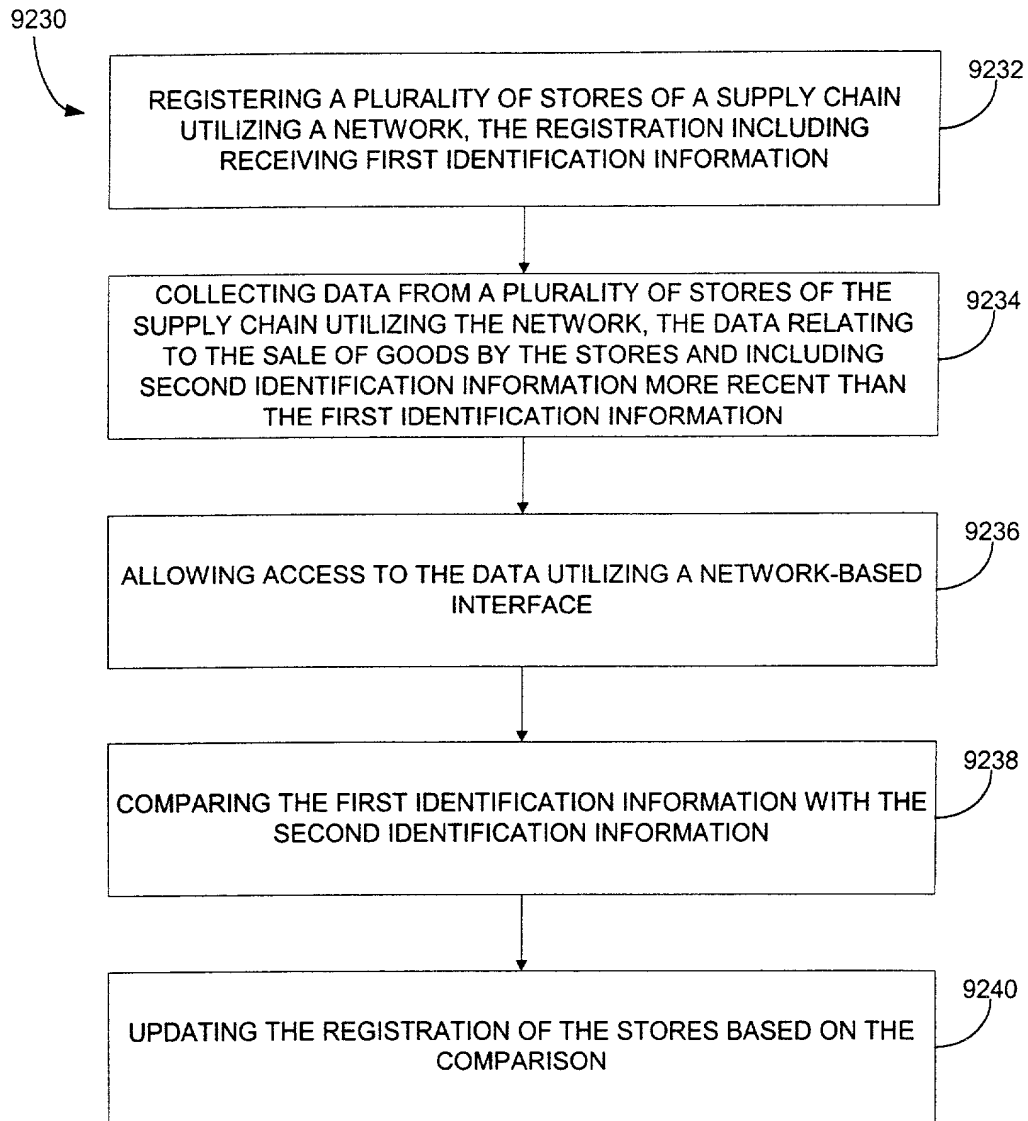 9230
9232
REGISTERING A PLURALITY OF STORES OF A SUPPLY CHAIN
UTILIZING A NETWORK, THE REGISTRATION INCLUDING
RECEIVING FIRST IDENTIFICATION INFORMATION
9234
COLLECTING DATA FROM A PLURALITY OF STORES OF THE
SUPPLY CHAIN UTILIZING THE NETWORK, THE DATA RELATING
TO THE SALE OF GOODS BY THE STORES AND INCLUDING
SECOND IDENTIFICATION INFORMATION MORE RECENT THAN
THE FIRST IDENTIFICATION INFORMATION
9236
ALLOWING ACCESS TO THE DATA UTILIZING A NETWORK-BASED
INTERFACE
9238
COMPARING THE FIRST IDENTIFICATION INFORMATION WITH THE
SECOND IDENTIFICATION INFORMATION
9240
UPDATING THE REGISTRATION OF THE STORES BASED ON THE
COMPARISON